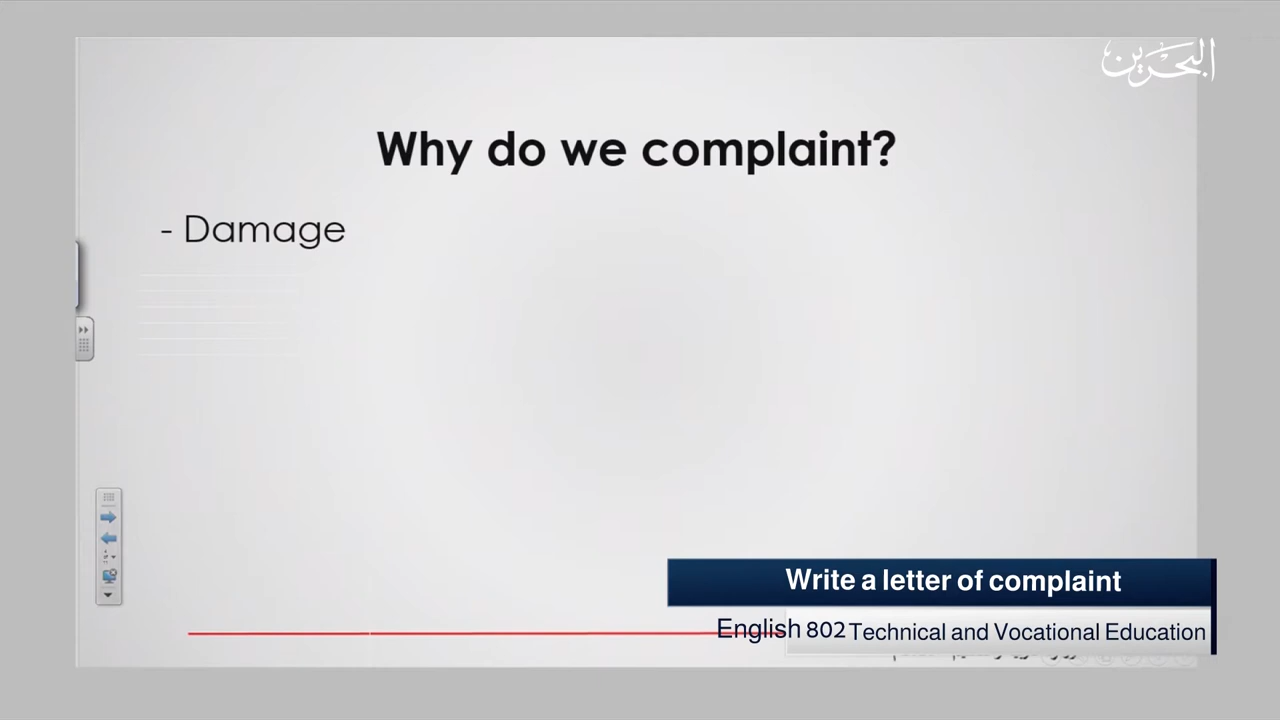 البحرين
Why do we complaint?
- Damage
Write a letter of complaint
English 802 Technical and Vocational Education